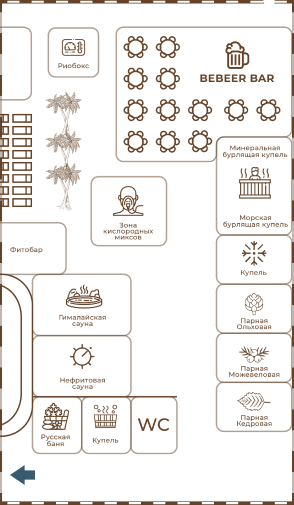 Риобокс
BEBEER BAR
Минеральная
бурлящая купель
Морская
бурлящая купель
Зона
кислородных
миксов
Фитобар
Купель
Гималайская
сауна
Парная
Ольховая
Нефритовая
сауна
Парная
Можевеловая
Парная
Кедровая
Русская
баня
Купель
WC